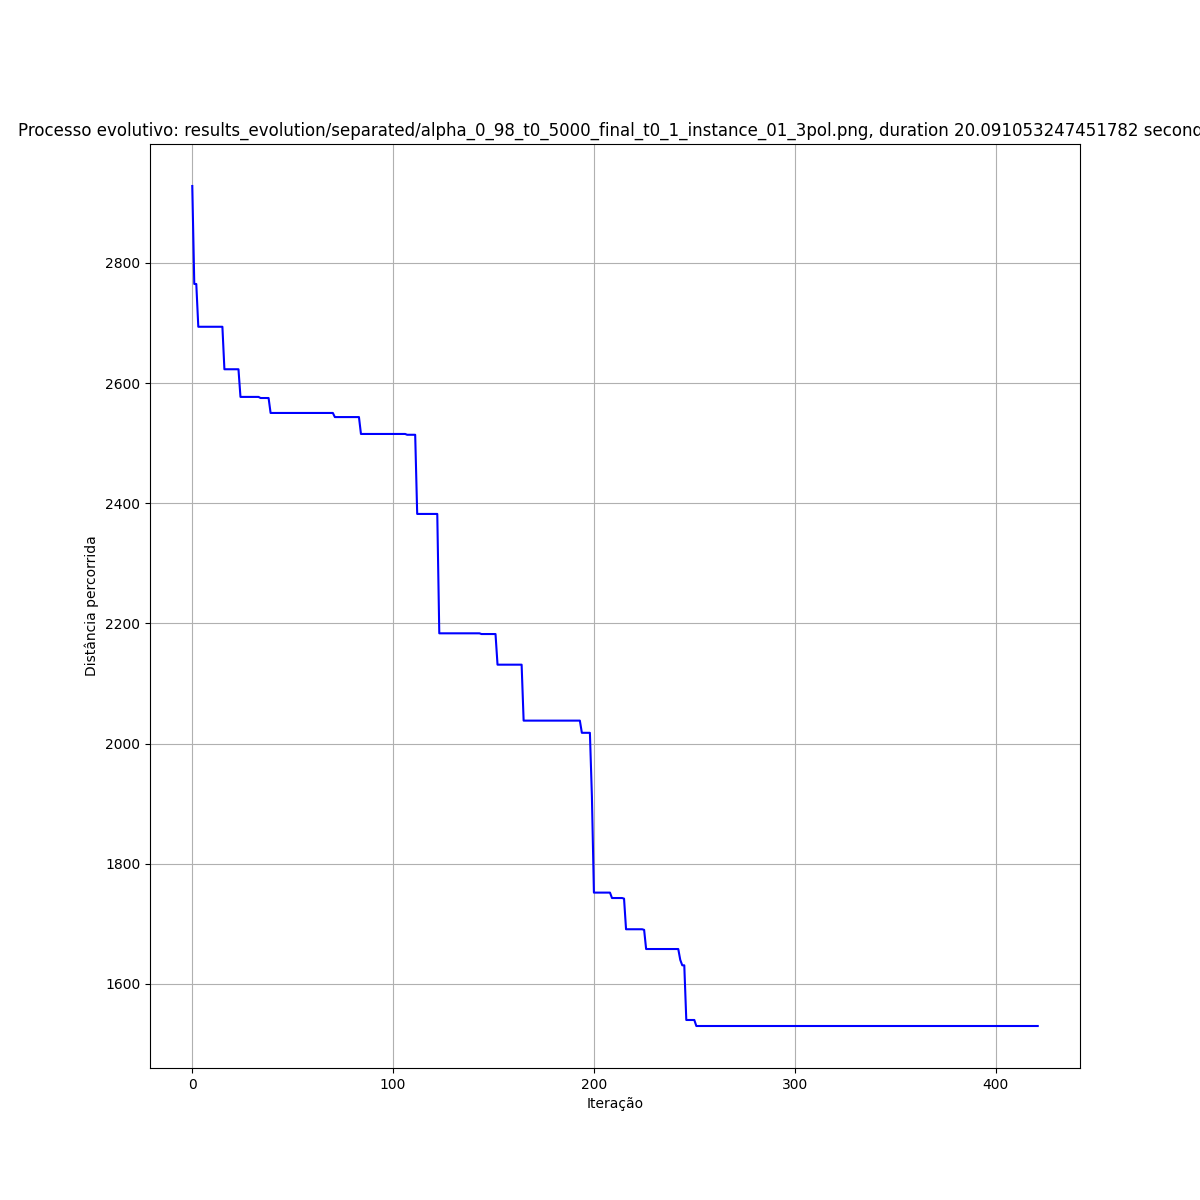 Processo evolutivo: results_evolution/separated/alpha_0_98_t0_5000_final_t0_1_instance_01_3pol.png, duration 20.091053247451782 second
2800
2600
2400
2200
2000
1800
1600
Distância percorrida
0 100 200 300 400
Iteração